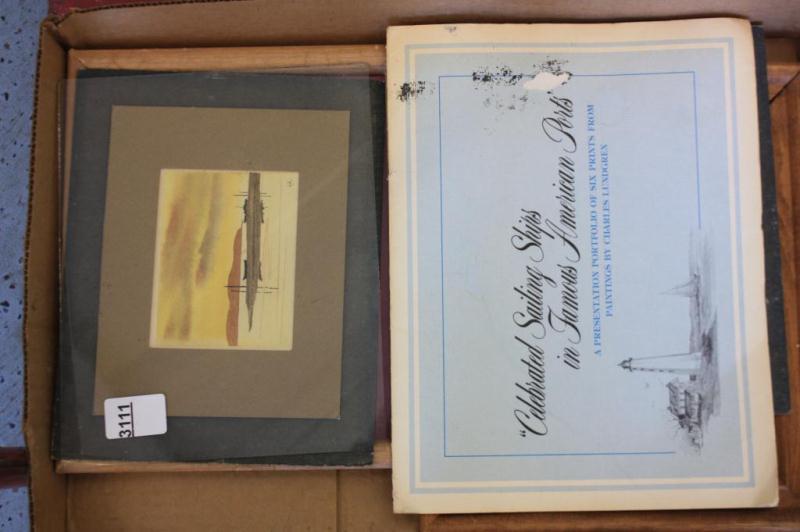 "Celebrated Sailing Ships
in Famous American Ports"
A PRESENTATION PORTFOLIO OF SIX PRINTS FROM
PAINTINGS BY CHARLES LUNDGREN
3111